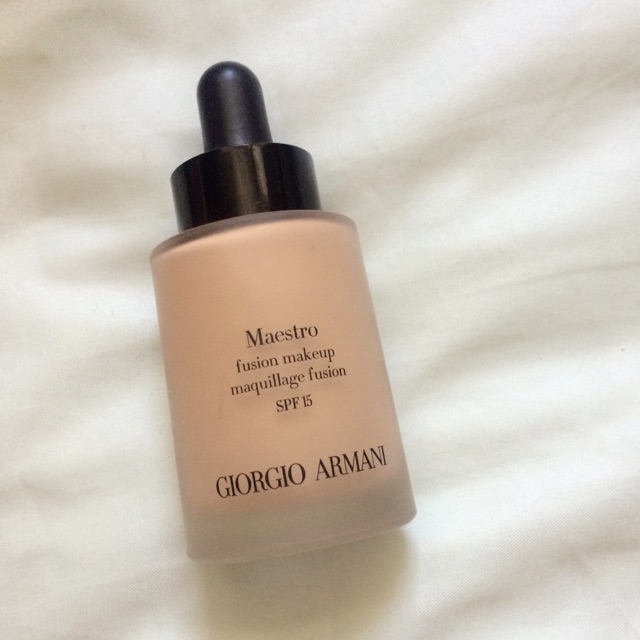 Maestro
fusion makeup
maquillage fusion
SPF 15
GIORGIO ARMANI